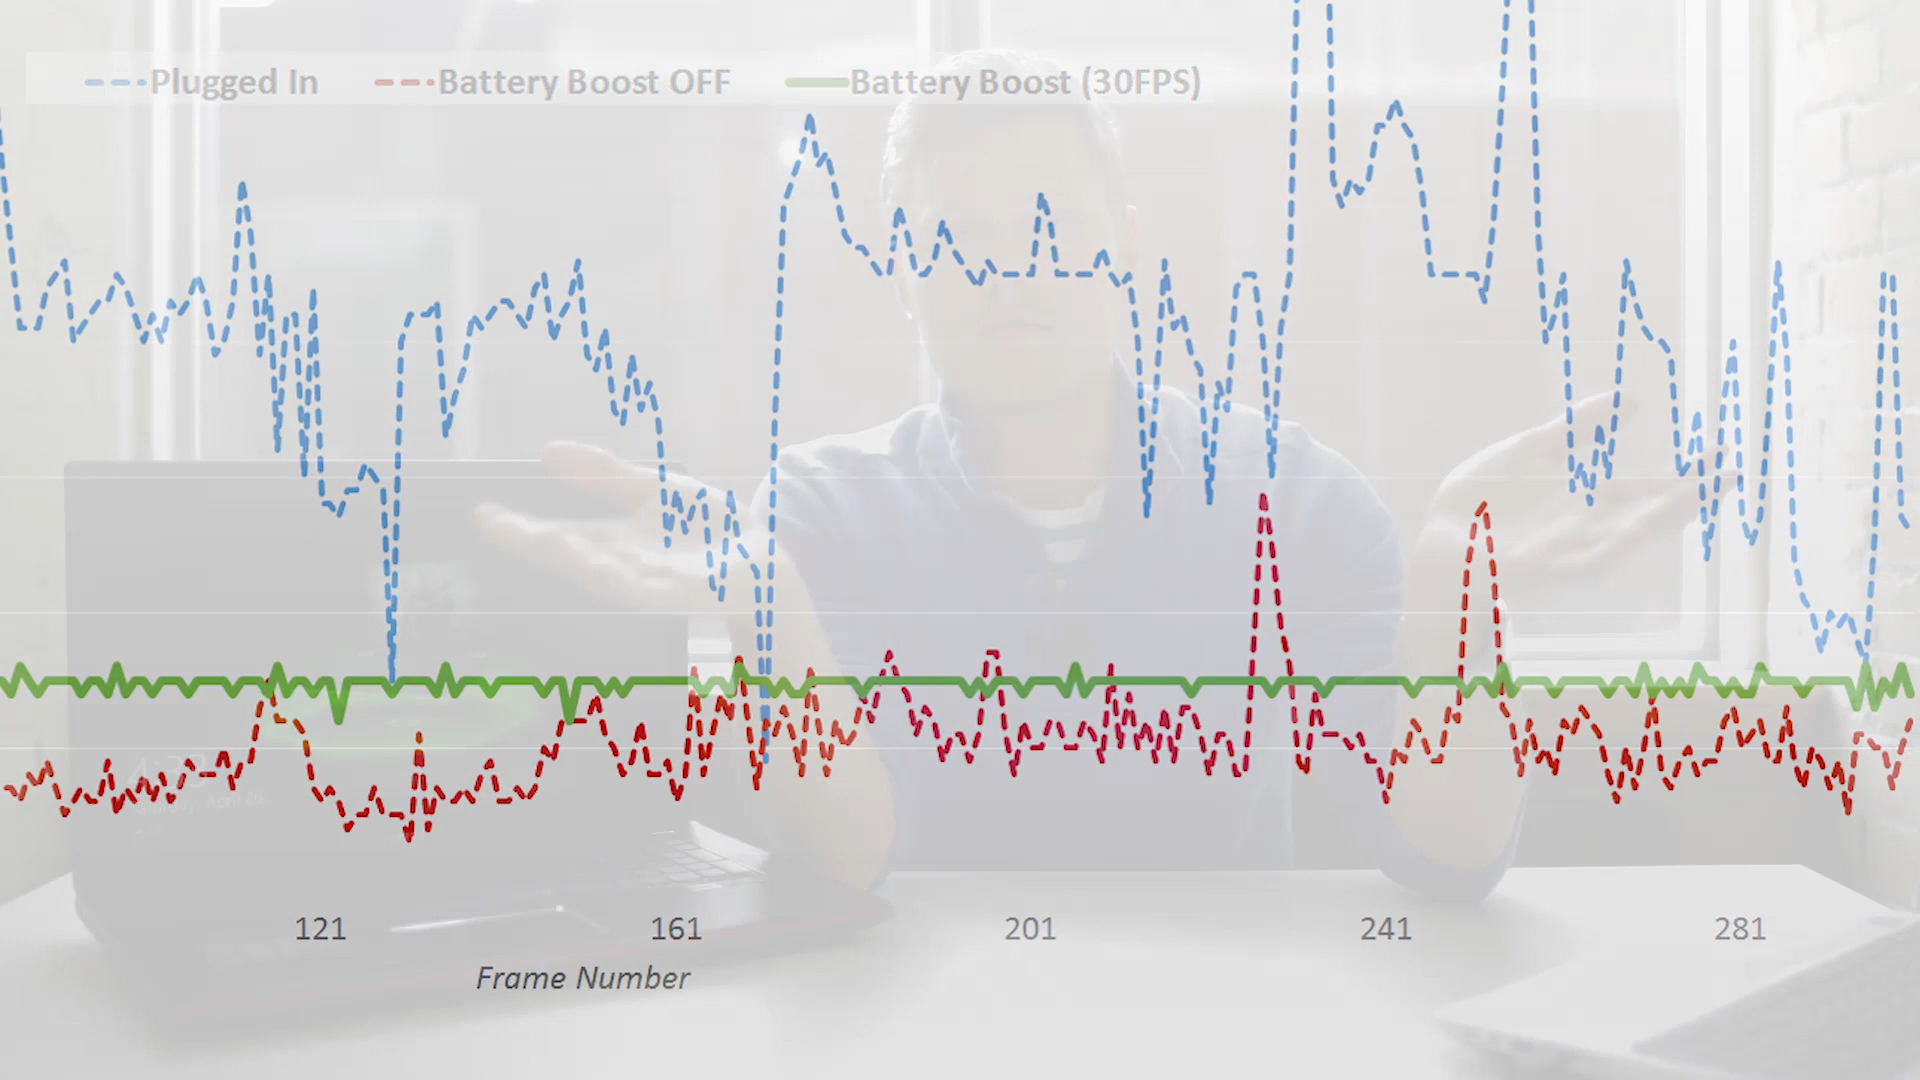 Plugged In Battery Boost OFF Battery Boost (30FPS)
121 161 201 241 281
Frame Number